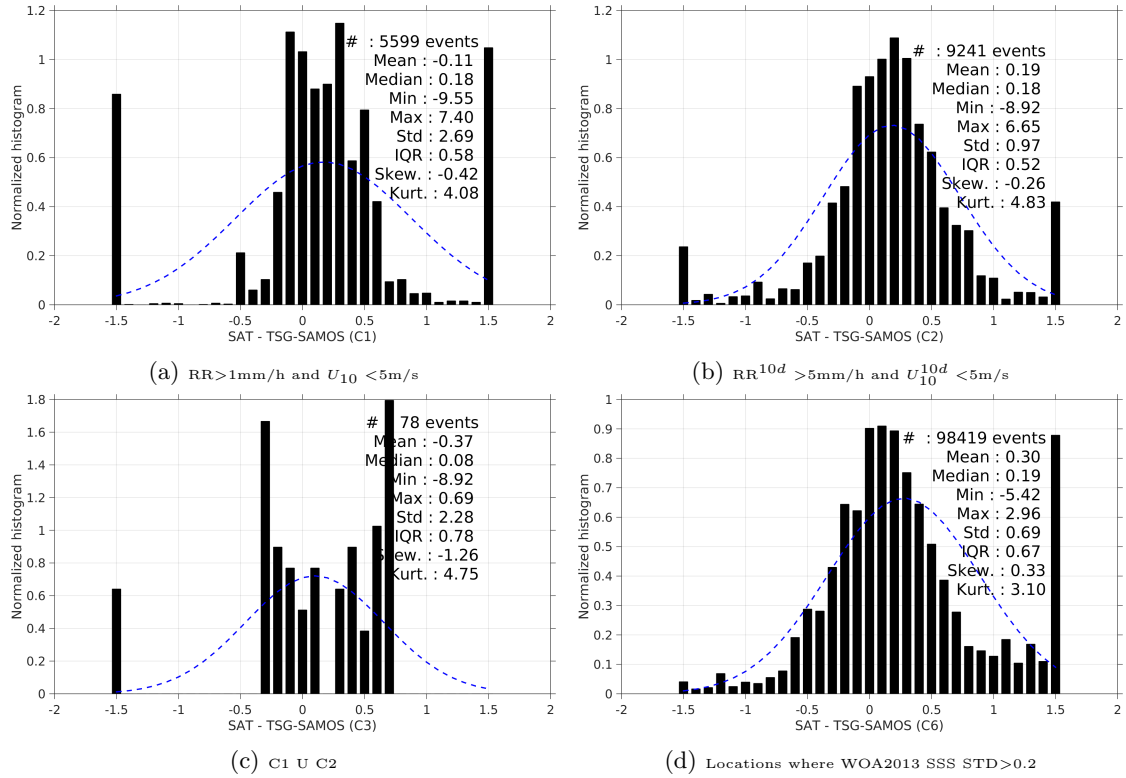 1.2
1
0.8
0.6
0.4
0.2
0
Normalized histogram
# : 5599 events
Mean : -0.11
Median : 0.18
Min : -9.55
Max : 7.40
Std : 2.69
IQR : 0.58
Skew. : -0.42
Kurt. : 4.08
-2 -1.5 -1 -0.5 0 0.5 1 1.5 2
SAT - TSG-SAMOS (C1)
(a) RR>1mm/h and U10 <5m/s
1.2
1
0.8
0.6
0.4
0.2
0
Normalized histogram
# : 9241 events
Mean : 0.19
Median : 0.18
Min : -8.92
Max : 6.65
Std : 0.97
IQR : 0.52
Skew. : -0.26
Kurt. : 4.83
-2 -1.5 -1 -0.5 0 0.5 1 1.5 2
SAT - TSG-SAMOS (C2)
(b) RR^10d >5mm/h and U10^10d <5m/s
1.8
1.6
1.4
1.2
1
0.8
0.6
0.4
0.2
0
Normalized histogram
# : 78 events
Mean : -0.37
Median : 0.08
Min : -8.92
Max : 0.69
Std : 2.28
IQR : 0.78
Skew. : -1.26
Kurt. : 4.75
-2 -1.5 -1 -0.5 0 0.5 1 1.5 2
SAT - TSG-SAMOS (C3)
(c) C1 U C2
1
0.9
0.8
0.7
0.6
0.5
0.4
0.3
0.2
0.1
0
Normalized histogram
# : 98419 events
Mean : 0.30
Median : 0.19
Min : -5.42
Max : 2.96
Std : 0.69
IQR : 0.67
Skew. : 0.33
Kurt. : 3.10
-2 -1.5 -1 -0.5 0 0.5 1 1.5 2
SAT - TSG-SAMOS (C6)
(d) Locations where WOA2013 SSS STD>0.2